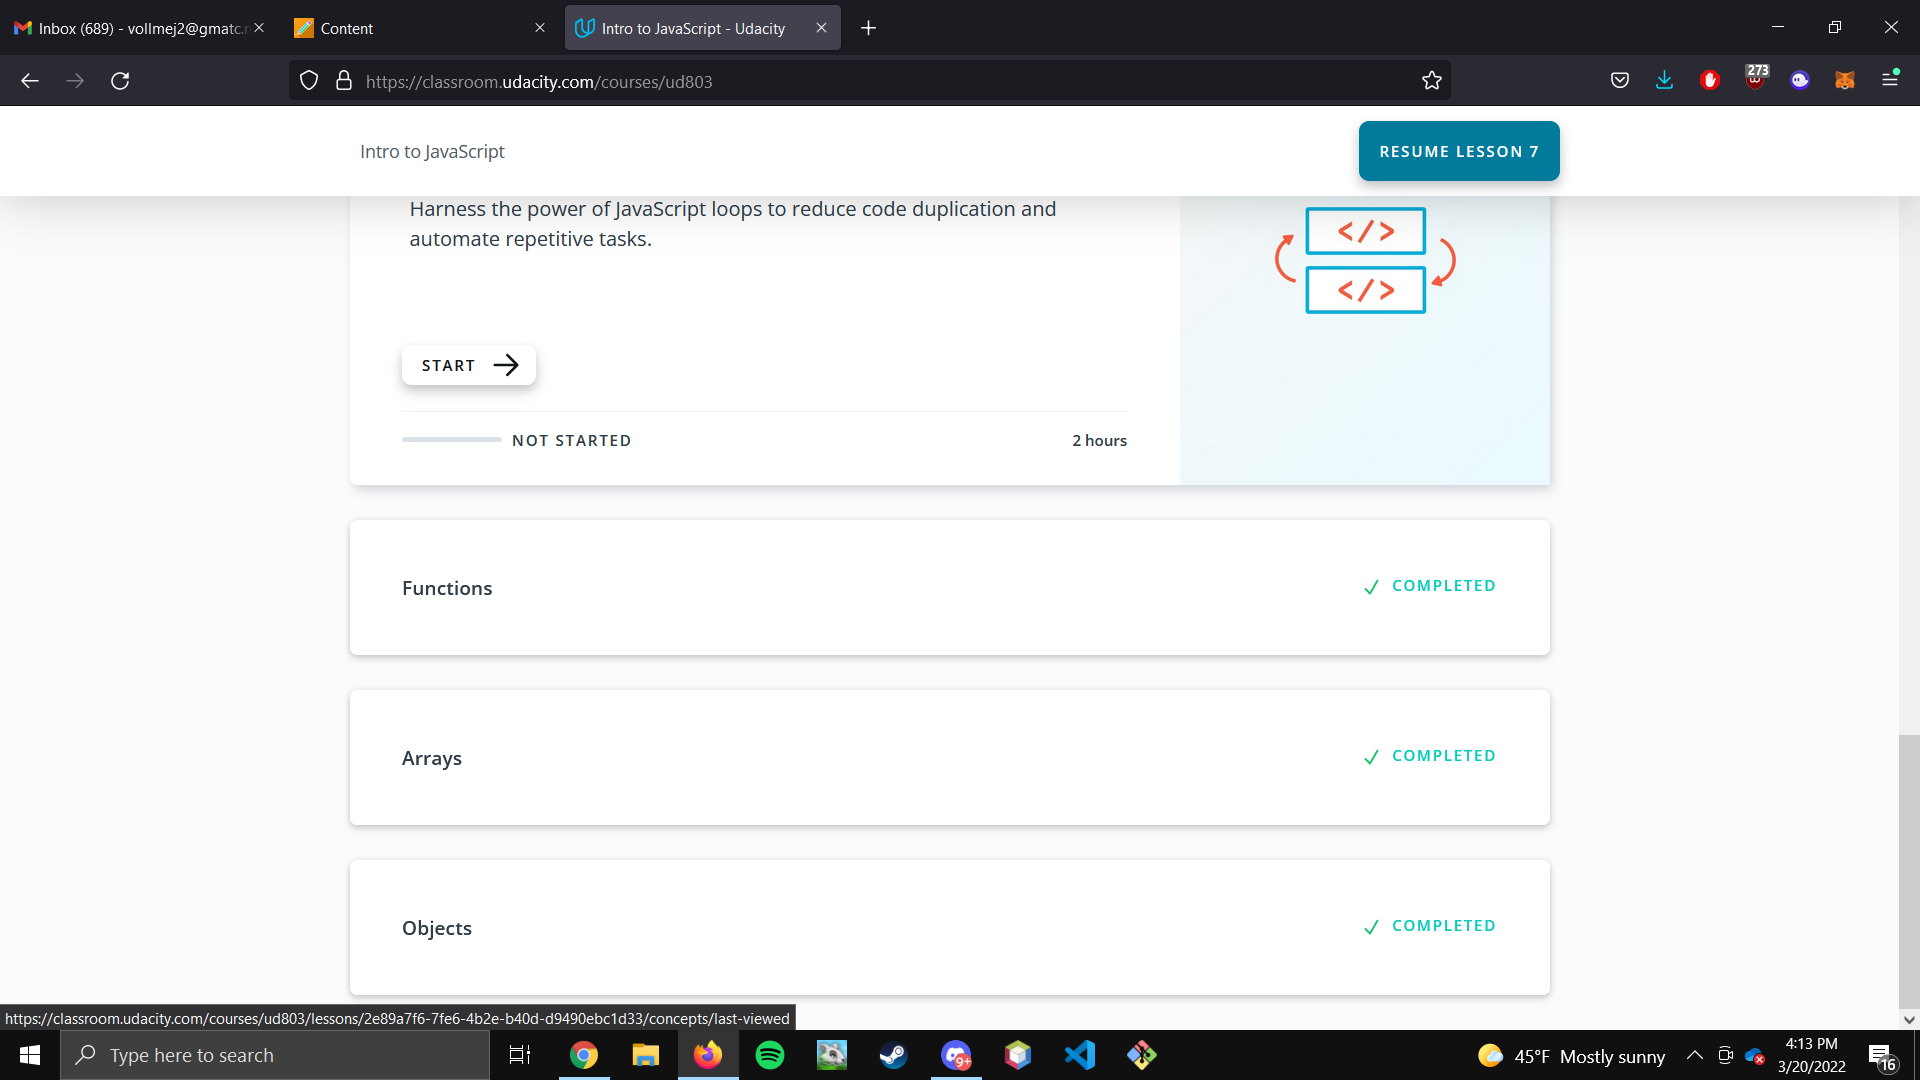 Inbox (689) - vollmej2@gmatc.n
Content
Intro to JavaScript - Udacity
https://classroom.udacity.com/courses/ud803
273
Intro to JavaScript
RESUME LESSON 7
Harness the power of JavaScript loops to reduce code duplication and
automate repetitive tasks.
</>
</>
START
NOT STARTED
2 hours
Functions
COMPLETED
Arrays
COMPLETED
Objects
COMPLETED
https://classroom.udacity.com/courses/ud803/lessons/2e89a7f6-7fe6-4b2e-b40d-d9490ebc1d33/concepts/last-viewed
Type here to search
9+
45°F Mostly sunny
4:13 PM
3/20/2022
16